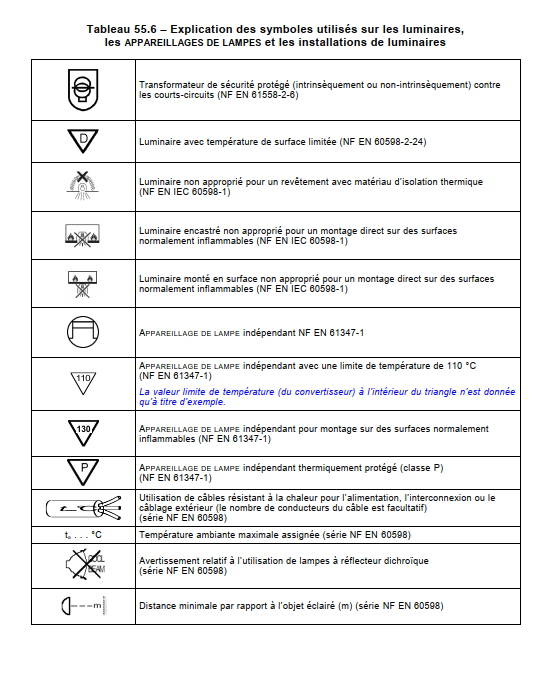 Tableau 55.6 – Explication des symboles utilisés sur les luminaires,
les APPAREILLAGES DE LAMPES et les installations de luminaires
Transformateur de sécurité protégé (intrinsèquement ou non-intrinsèquement) contre
les courts-circuits (NF EN 61558-2-6)
D
Luminaire avec température de surface limitée (NF EN 60598-2-24)
Luminaire non approprié pour un revêtement avec matériau d'isolation thermique
(NF EN IEC 60598-1)
Luminaire encastré non approprié pour un montage direct sur des surfaces
normalement inflammables (NF EN IEC 60598-1)
Luminaire monté en surface non approprié pour un montage direct sur des surfaces
normalement inflammables (NF EN IEC 60598-1)
APPAREILLAGE DE LAMPE indépendant NF EN 61347-1
110
APPAREILLAGE DE LAMPE indépendant avec une limite de température de 110 °C
(NF EN 61347-1)
La valeur limite de température (du convertisseur) à l'intérieur du triangle n'est donnée
qu'à titre d'exemple.
130
APPAREILLAGE DE LAMPE indépendant pour montage sur des surfaces normalement
inflammables (NF EN 61347-1)
P
APPAREILLAGE DE LAMPE indépendant thermiquement protégé (classe P)
(NF EN 61347-1)
Utilisation de câbles résistant à la chaleur pour l'alimentation, l'interconnexion ou le
câblage extérieur (le nombre de conducteurs du câble est facultatif)
(série NF EN 60598)
ta . . . °C
Température ambiante maximale assignée (série NF EN 60598)
COOL
BEAM
Avertissement relatif à l'utilisation de lampes à réflecteur dichroïque
(série NF EN 60598)
m
Distance minimale par rapport à l'objet éclairé (m) (série NF EN 60598)